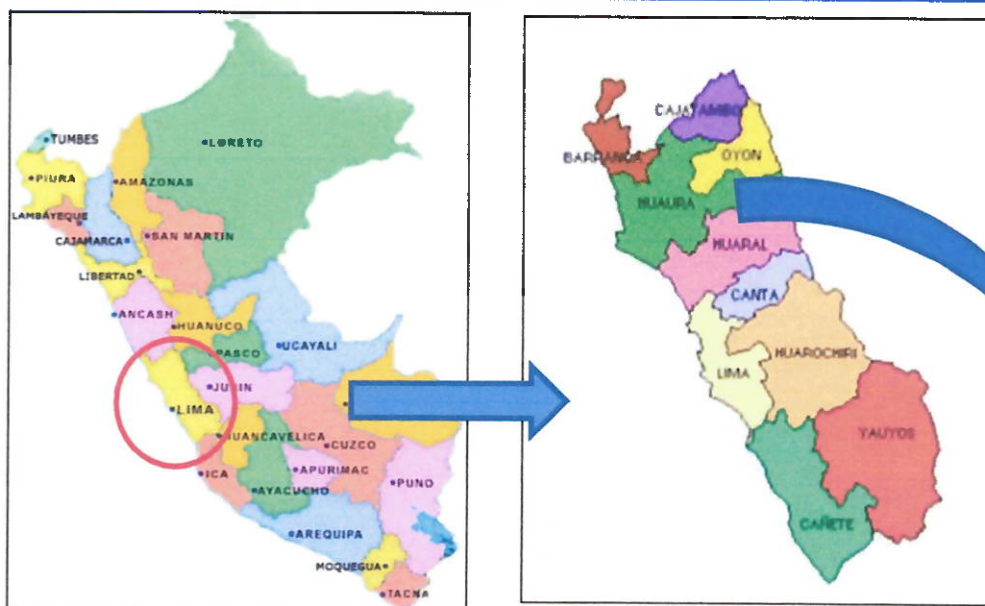 TUMBES
LORETO
PIURA
AMAZONAS
LAMBAYEQUE
CAJAMARCA
SAN MARTIN
LIBERTAD
ANCASH
HUANUCO
PASCO
UCAYALI
JUNIN
LIMA
HUANCAVELICA
CUZCO
ICA
APURIMAC
PUNO
AYACUCHO
AREQUIPA
MOQUEGUA
TACNA
CAJATAMBO
BARRANCA
OYON
HUAURA
HUARAL
CANTA
LIMA
HUAROCHIRI
YAUYOS
CAÑETE